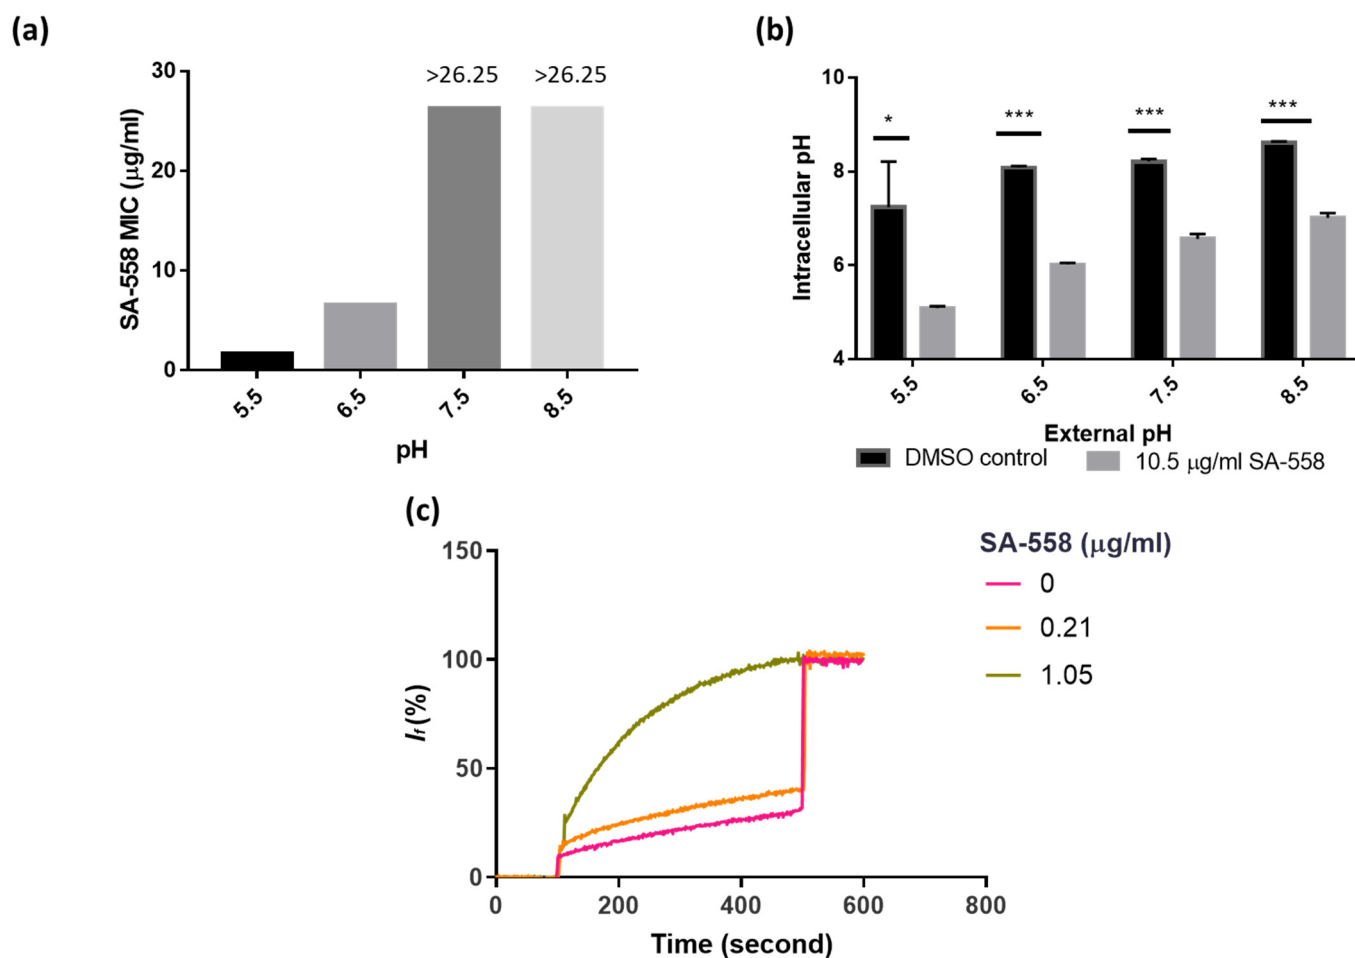 (a)
30
20
10
0
SA-558 MIC (μg/ml)
>26.25 >26.25
5.5 6.5 7.5 8.5
pH
(b)
10
8
6
4
Intracellular pH
* *** *** ***
5.5 6.5 7.5 8.5
External pH
DMSO control 10.5 μg/ml SA-558
(c)
150
100
50
0
If (%)
0 200 400 600 800
Time (second)
SA-558 (μg/ml)
0
0.21
1.05